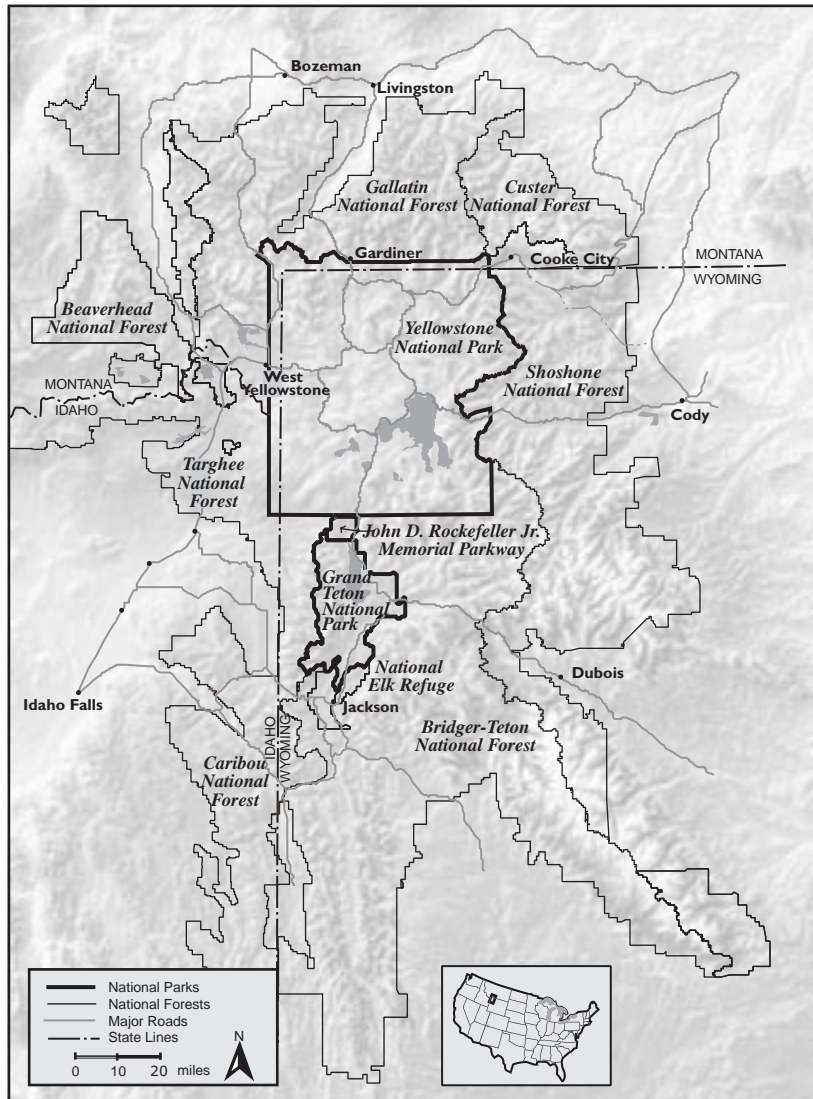 Bozeman
Livingston
Gallatin
National Forest
Custer
National Forest
Gardiner
Cooke City
MONTANA
WYOMING
Beaverhead
National Forest
Yellowstone
National Park
West
Yellowstone
Shoshone
National Forest
MONTANA
IDAHO
Cody
Targhee
National
Forest
John D. Rockefeller Jr.
Memorial Parkway
Grand
Teton
National
Park
National
Elk Refuge
Dubois
Idaho Falls
Jackson
Bridger-Teton
National Forest
IDAHO
WYOMING
Caribou
National
Forest
National Parks
National Forests
Major Roads
State Lines
N
0 10 20 miles